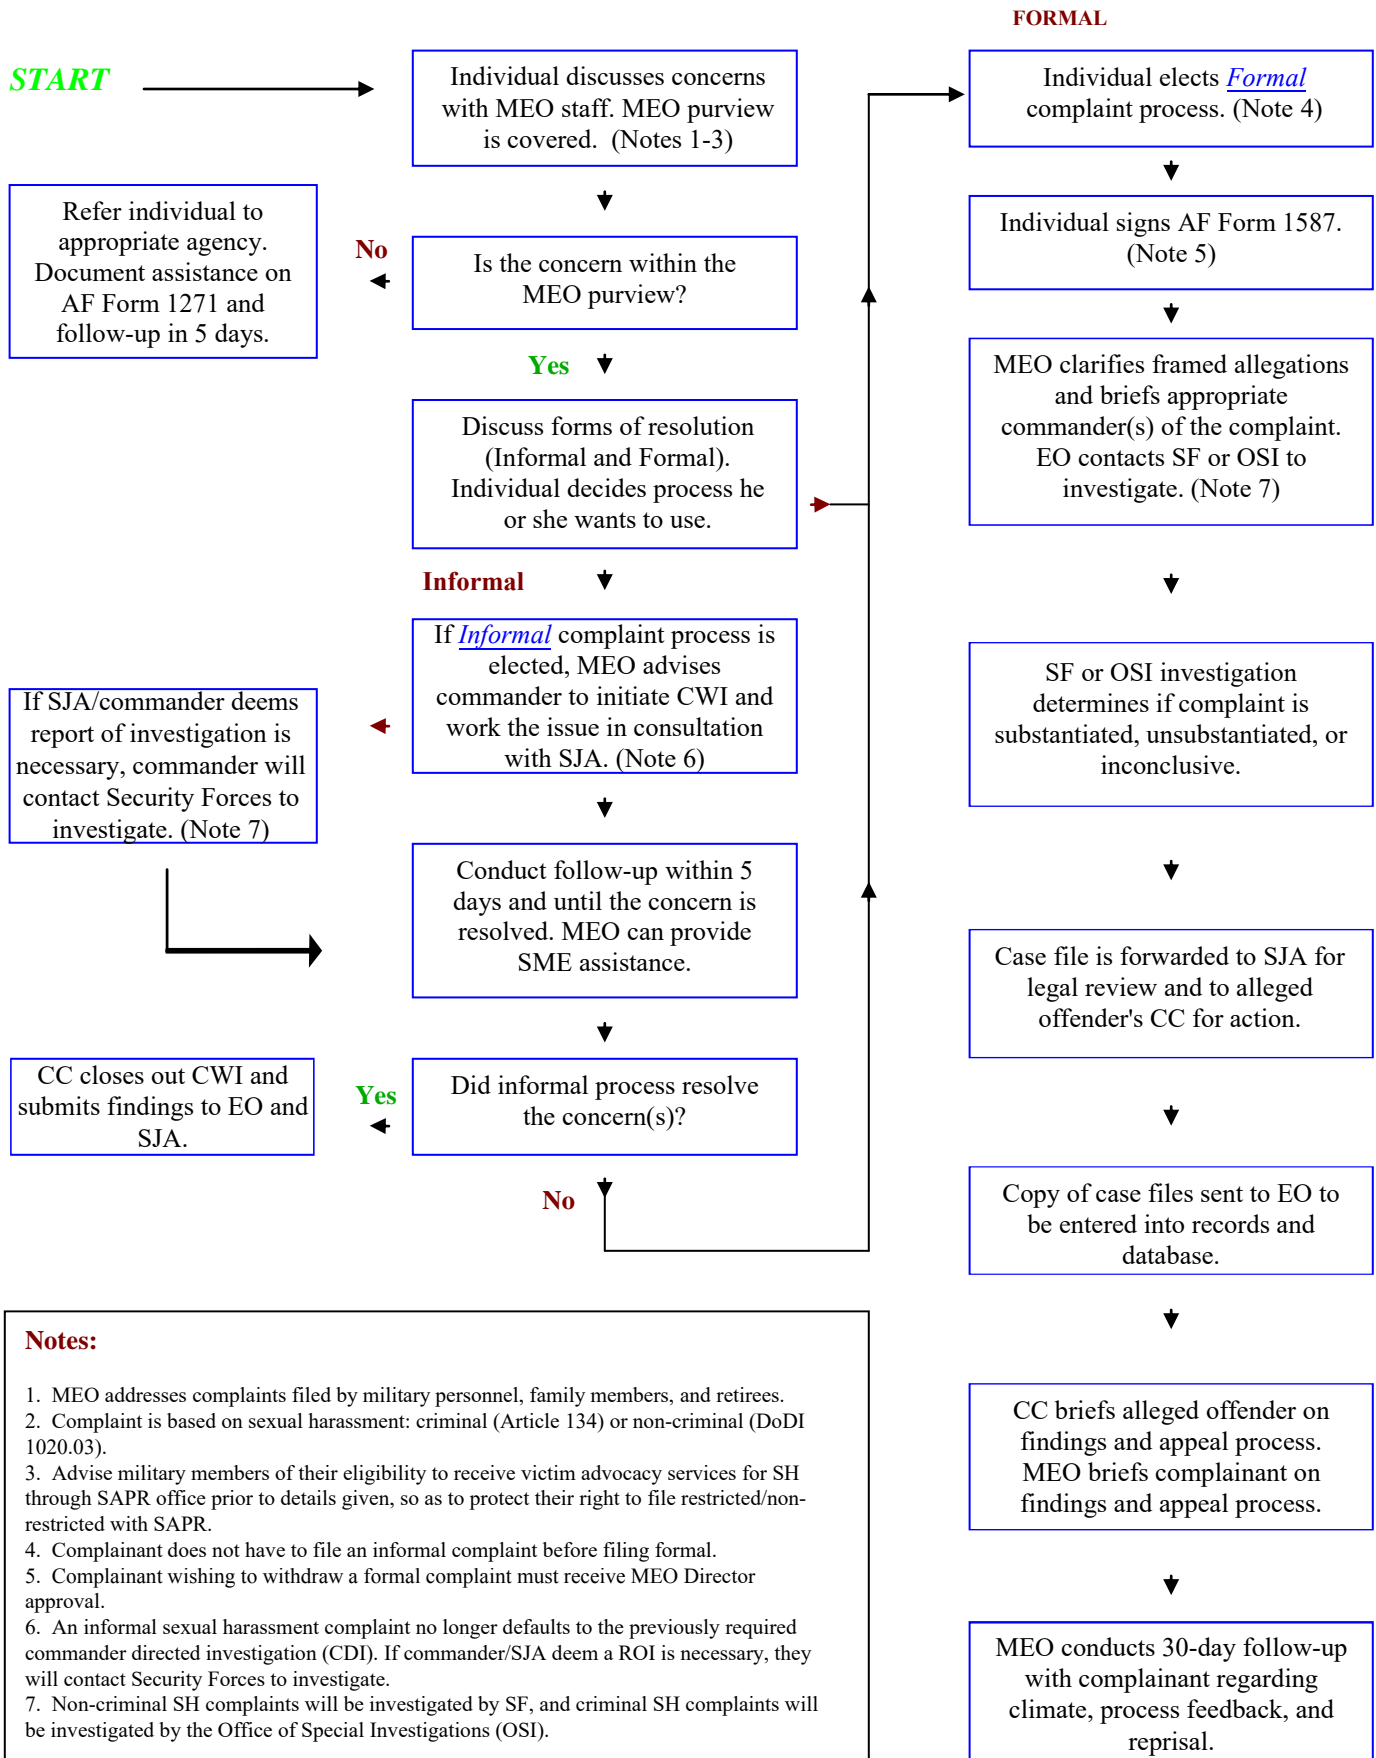 START
Individual discusses concerns
with MEO staff. MEO purview
is covered.  (Notes 1-3)
Is the concern within the
MEO purview?
No
Refer individual to
appropriate agency.
Document assistance on
AF Form 1271 and
follow-up in 5 days.
Yes
Discuss forms of resolution
(Informal and Formal).
Individual decides process he
or she wants to use.
Informal
If Informal complaint process is
elected, MEO advises
commander to initiate CWI and
work the issue in consultation
with SJA. (Note 6)
If SJA/commander deems
report of investigation is
necessary, commander will
contact Security Forces to
investigate. (Note 7)
Conduct follow-up within 5
days and until the concern is
resolved. MEO can provide
SME assistance.
Did informal process resolve
the concern(s)?
Yes
CC closes out CWI and
submits findings to EO and
SJA.
No
FORMAL
Individual elects Formal
complaint process. (Note 4)
Individual signs AF Form 1587.
(Note 5)
MEO clarifies framed allegations
and briefs appropriate
commander(s) of the complaint.
EO contacts SF or OSI to
investigate. (Note 7)
SF or OSI investigation
determines if complaint is
substantiated, unsubstantiated, or
inconclusive.
Case file is forwarded to SJA for
legal review and to alleged
offender's CC for action.
Copy of case files sent to EO to
be entered into records and
database.
CC briefs alleged offender on
findings and appeal process.
MEO briefs complainant on
findings and appeal process.
MEO conducts 30-day follow-up
with complainant regarding
climate, process feedback, and
reprisal.
Notes:
1.  MEO addresses complaints filed by military personnel, family members, and retirees.
2.  Complaint is based on sexual harassment: criminal (Article 134) or non-criminal (DoDI
1020.03).
3.  Advise military members of their eligibility to receive victim advocacy services for SH
through SAPR office prior to details given, so as to protect their right to file restricted/non-
restricted with SAPR.
4.  Complainant does not have to file an informal complaint before filing formal.
5.  Complainant wishing to withdraw a formal complaint must receive MEO Director
approval.
6.  An informal sexual harassment complaint no longer defaults to the previously required
commander directed investigation (CDI). If commander/SJA deem a ROI is necessary, they
will contact Security Forces to investigate.
7.  Non-criminal SH complaints will be investigated by SF, and criminal SH complaints will
be investigated by the Office of Special Investigations (OSI).